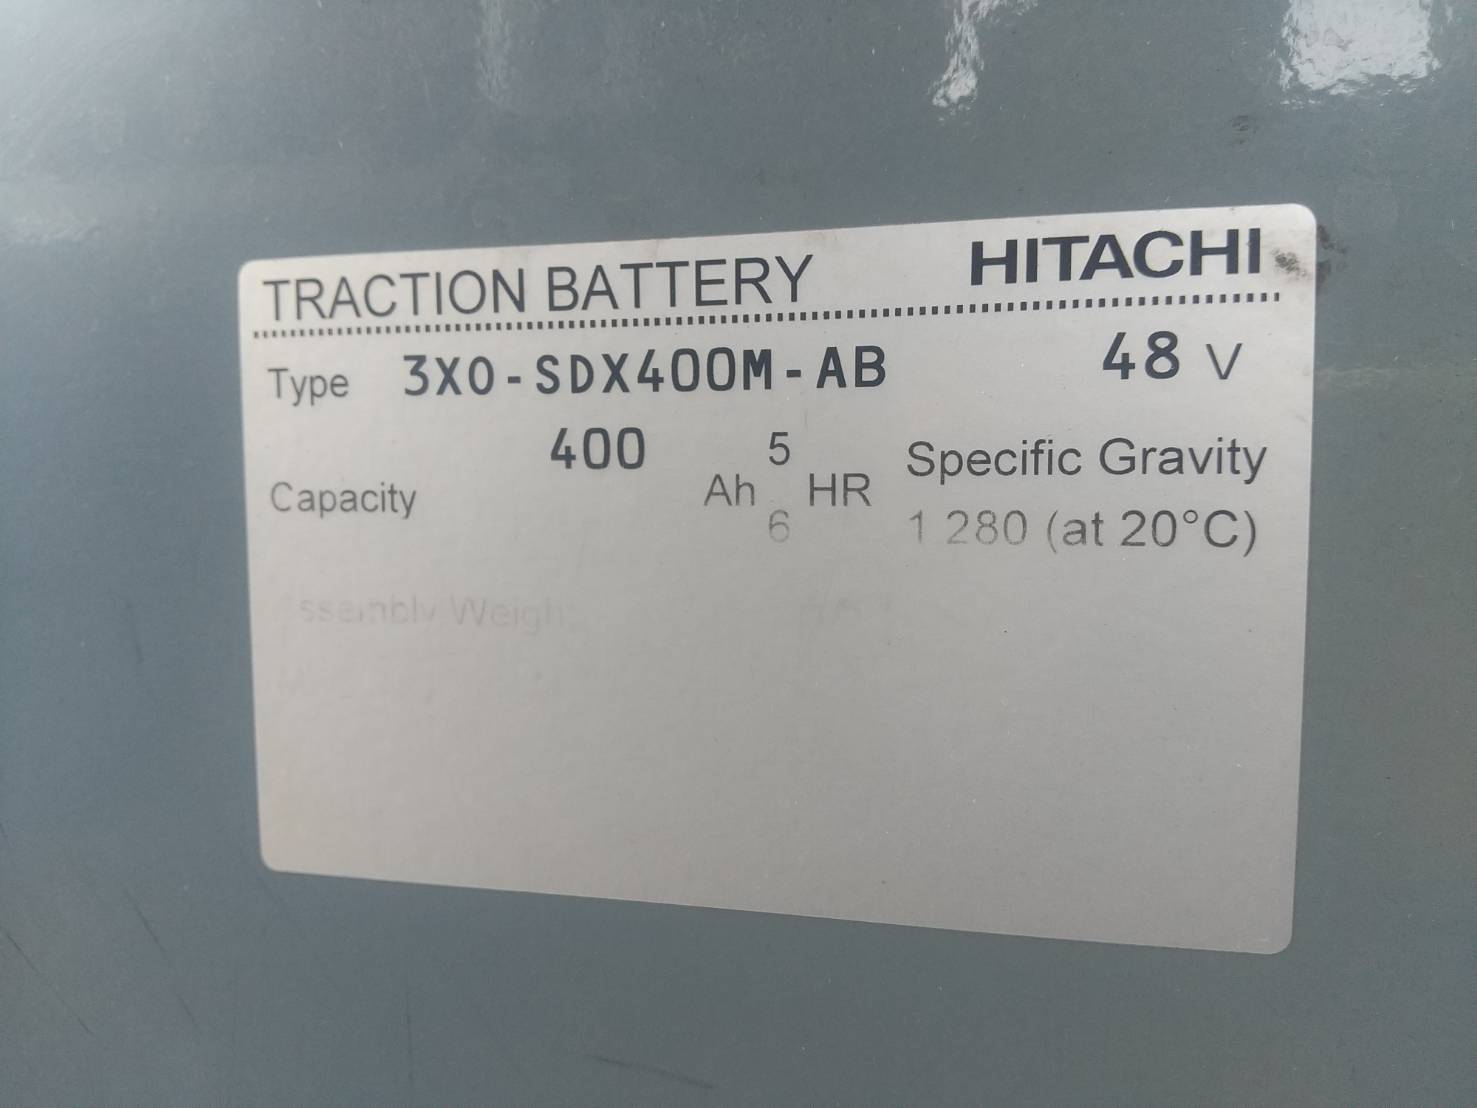 TRACTION BATTERY HITACHI
Type 3X0-SDX400M-AB 48 V
400 5 Specific Gravity
Capacity Ah HR
6 1 280 (at 20°C)